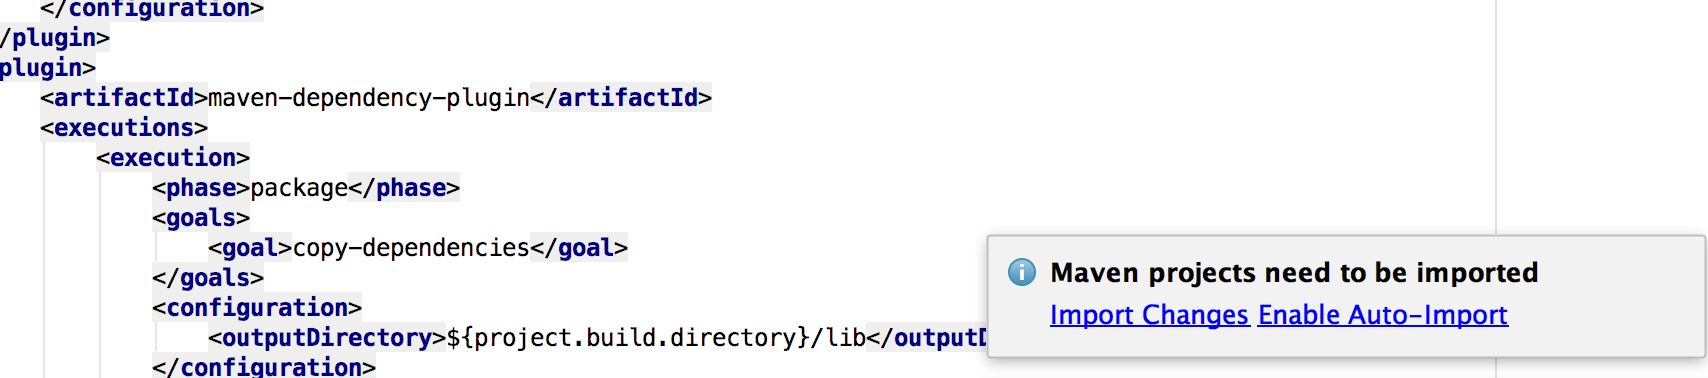 </configuration>
/plugin>
plugin>
<artifactId>maven-dependency-plugin</artifactId>
<executions>
<execution>
<phase>package</phase>
<goals>
<goal>copy-dependencies</goal>
</goals>
<configuration>
<outputDirectory>${project.build.directory}/lib</outputD
</configuration>
Maven projects need to be imported
Import Changes Enable Auto-Import